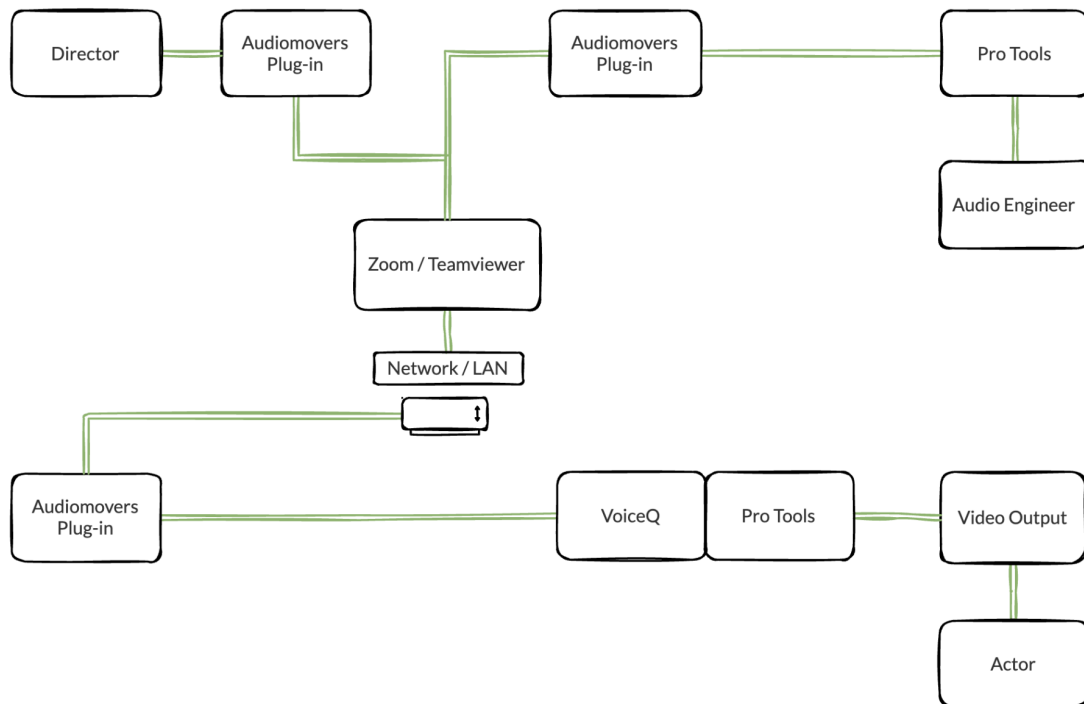 Director
Audiomovers
Plug-in
Audiomovers
Plug-in
Pro Tools
Audio Engineer
Zoom / Teamviewer
Network / LAN
Audiomovers
Plug-in
VoiceQ
Pro Tools
Video Output
Actor